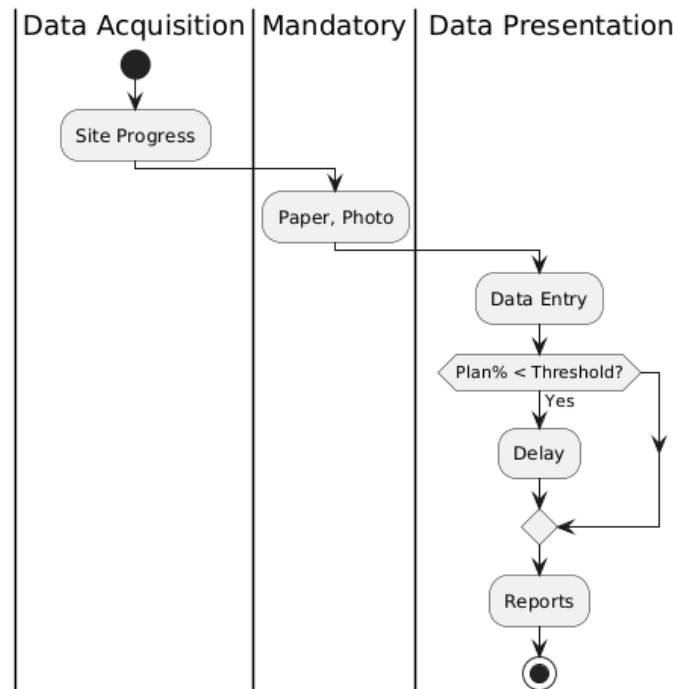 Data Acquisition
Mandatory
Data Presentation
Site Progress
Paper, Photo
Data Entry
Plan% < Threshold?
Yes
Delay
Reports